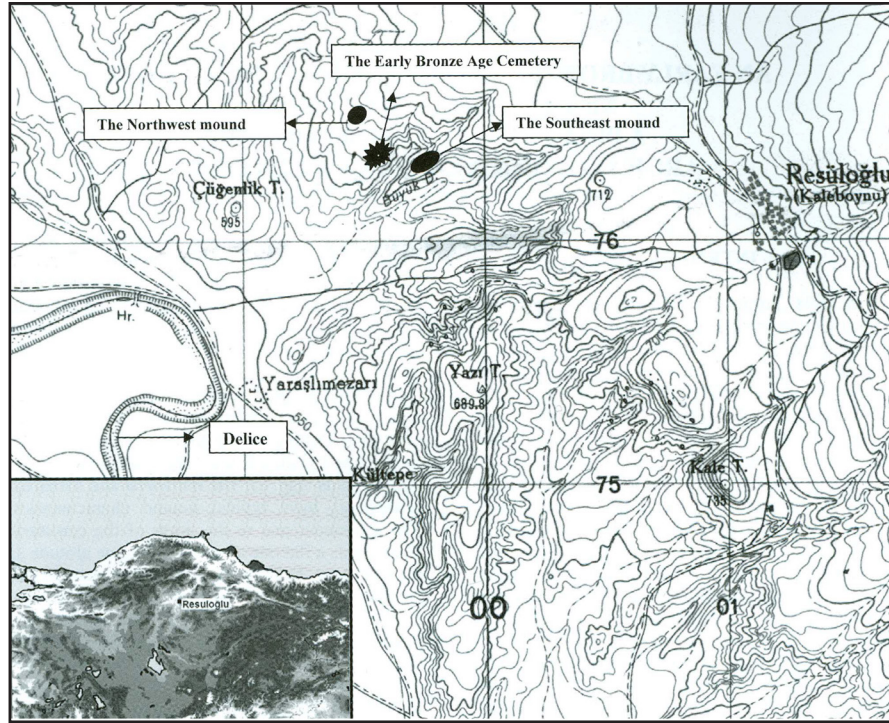 The Early Bronze Age Cemetery
The Northwest mound
The Southeast mound
Resüloğlu
(Kaleboynu)
Çüğenlik T.
595
Büyük D.
712
76
Hr.
Yaraşlımezarı
Yazı T.
689.8
550
Delice
Kültepe
75
Kale T.
735
Resuloğlu
00
01